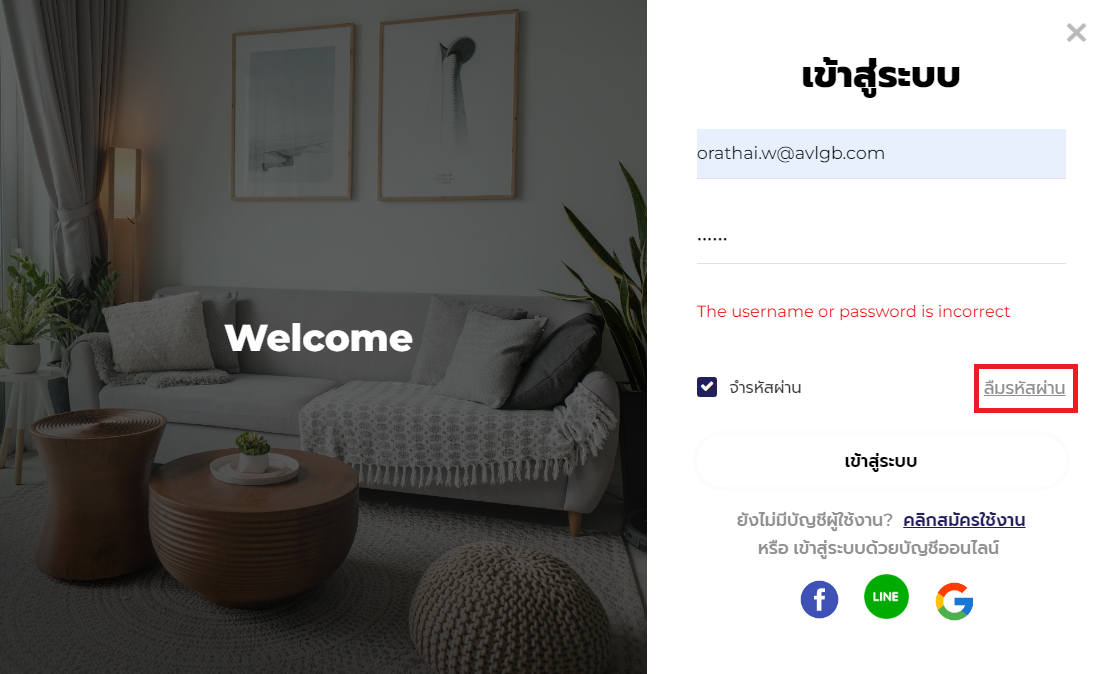 Welcome
เข้าสู่ระบบ
orathai.w@avlgb.com
......
The username or password is incorrect
จำรหัสผ่าน
ลืมรหัสผ่าน
เข้าสู่ระบบ
ยังไม่มีบัญชีผู้ใช้งาน? คลิกสมัครใช้งาน
หรือ เข้าสู่ระบบด้วยบัญชีออนไลน์
LINE